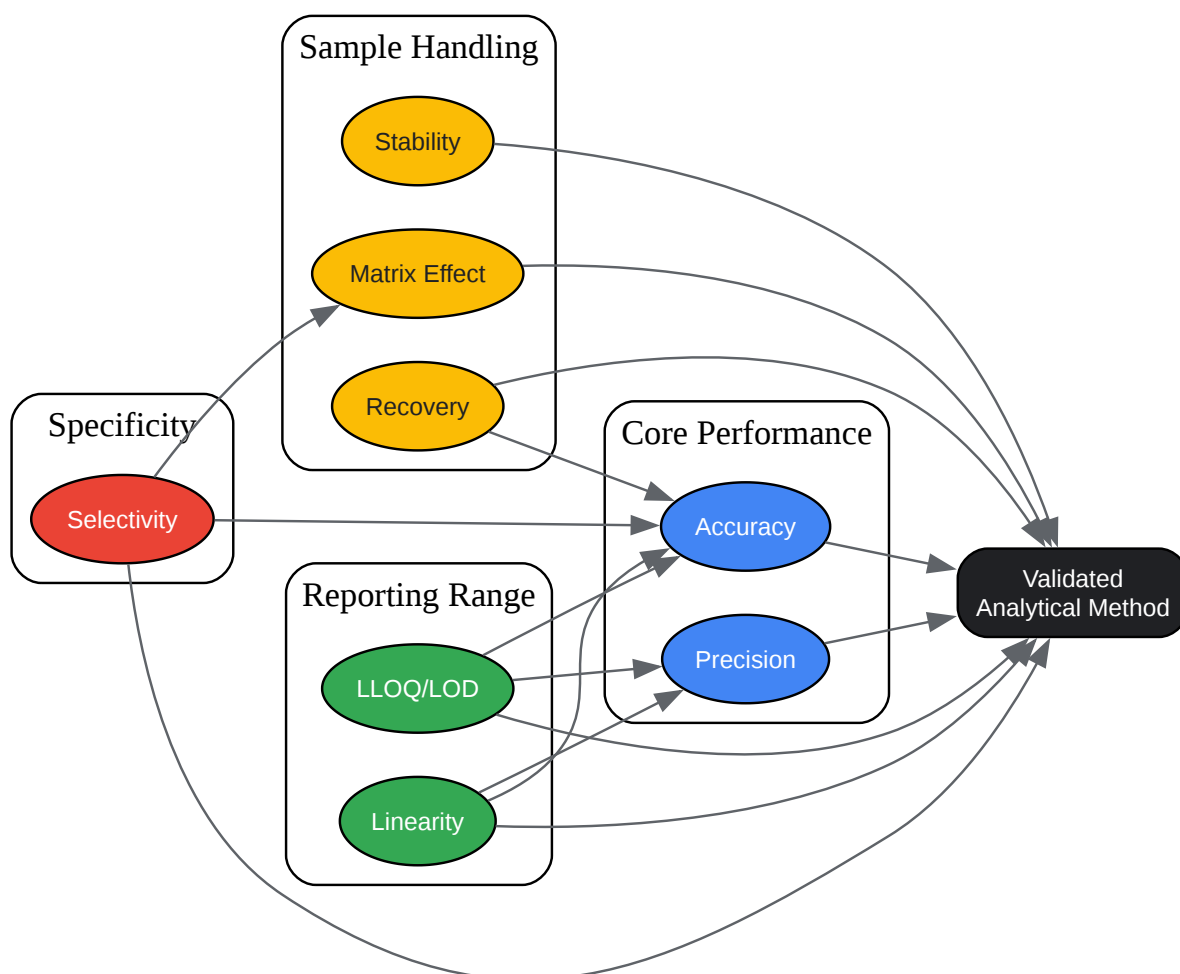 Sample Handling
Stability
Matrix Effect
Recovery
Specificity
Selectivity
Core Performance
Accuracy
Precision
Reporting Range
LLOQ/LOD
Linearity
Validated
Analytical Method